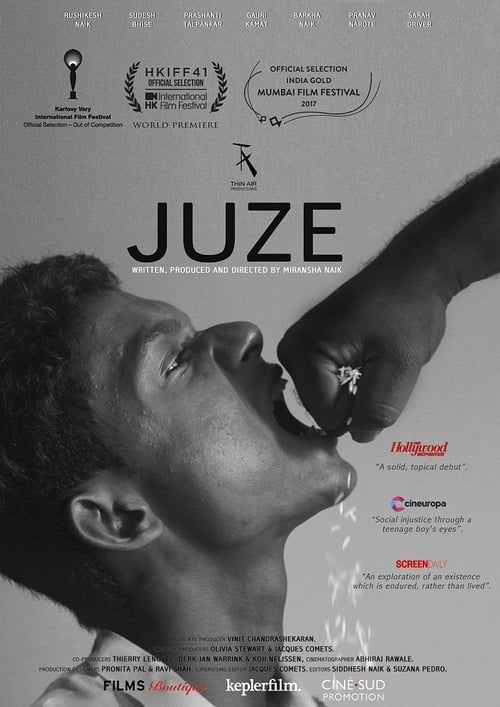 RUSHIKESH NAIK
SUDESH BHISE
PRASHANTI TALPANKAR
GAURI KAMAT
BARKHA NAIK
PRANAV NAROTE
SARAH DRIVER
Karlovy Vary
International Film Festival
Official Selection – Out of Competition
HKIFF41
OFFICIAL SELECTION
HK International Film Festival
WORLD PREMIERE
OFFICIAL SELECTION
INDIA GOLD
MUMBAI FILM FESTIVAL
2017
THIN AIR
PRODUCTIONS
JUZE
WRITTEN, PRODUCED AND DIRECTED BY MIRANSHA NAIK
Hollywood
REPORTER
“A solid, topical debut”.
cineuropa
“Social injustice through a
teenage boy's eyes”.
SCREENDAILY
“An exploration of an existence
which is endured, rather than lived”.
ASSOCIATE PRODUCER VINIT CHANDRASHEKARAN,
OLIVIA STEWART & JACQUES COMETS,
CO-PRODUCERS THIERRY LENOUVEL, DERK-JAN WARRINK & KOJI NELISSEN, CINEMATOGRAPHER ABHIRAJ RAWALE,
PRODUCTION DESIGNERS PRONITA PAL & RAVI SHAH, SUPERVISING EDITOR JACQUES COMETS, EDITORS SIDDHESH NAIK & SUZANA PEDRO.
FILMS Boutique
keplerfilm.
CINÉ-SUD
PROMOTION